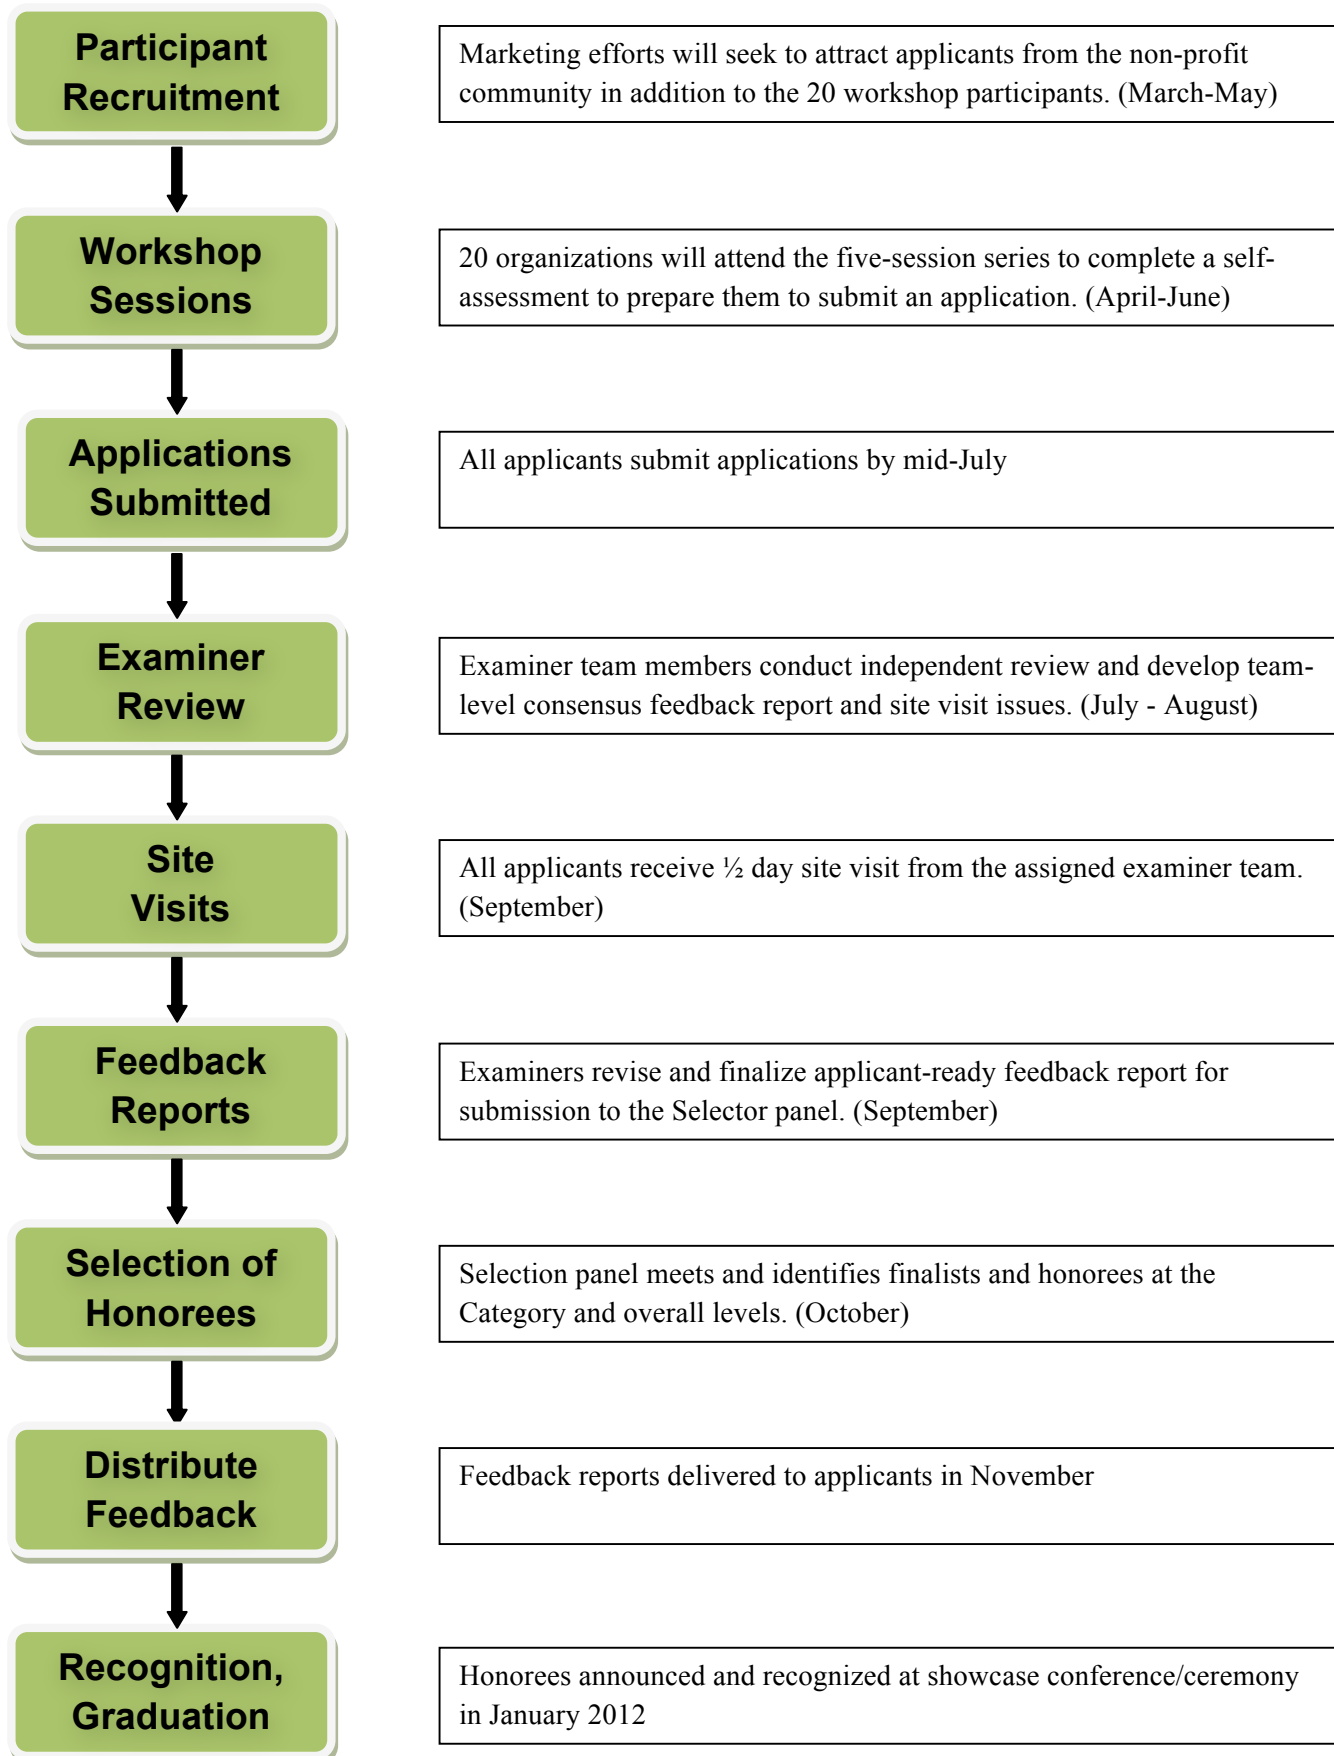 Participant
Recruitment
Marketing efforts will seek to attract applicants from the non-profit
community in addition to the 20 workshop participants. (March-May)
Workshop
Sessions
20 organizations will attend the five-session series to complete a self-
assessment to prepare them to submit an application. (April-June)
Applications
Submitted
All applicants submit applications by mid-July
Examiner
Review
Examiner team members conduct independent review and develop team-
level consensus feedback report and site visit issues. (July - August)
Site
Visits
All applicants receive ½ day site visit from the assigned examiner team.
(September)
Feedback
Reports
Examiners revise and finalize applicant-ready feedback report for
submission to the Selector panel. (September)
Selection of
Honorees
Selection panel meets and identifies finalists and honorees at the
Category and overall levels. (October)
Distribute
Feedback
Feedback reports delivered to applicants in November
Recognition,
Graduation
Honorees announced and recognized at showcase conference/ceremony
in January 2012